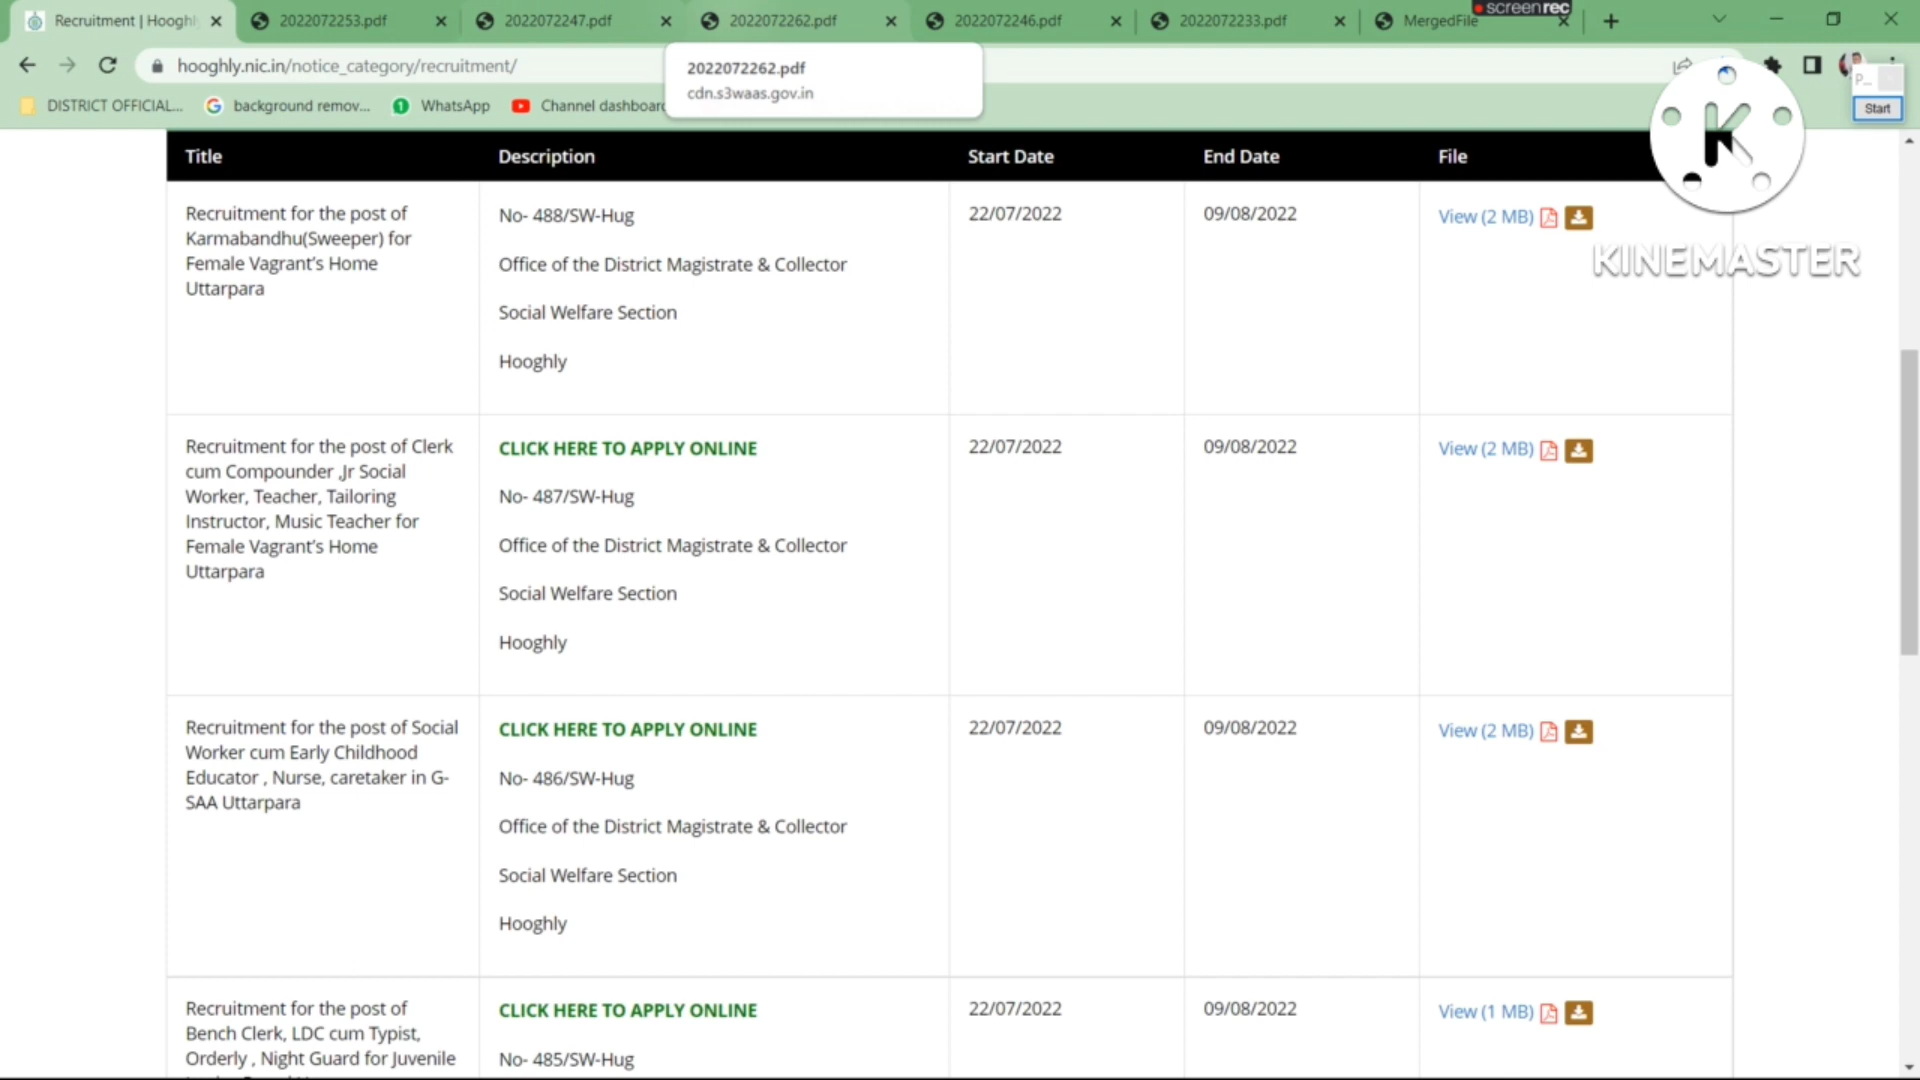 screenrec
Recruitment | Hooghly
2022072253.pdf
2022072247.pdf
2022072262.pdf
2022072246.pdf
2022072233.pdf
MergedFile
hooghly.nic.in/notice_category/recruitment/
2022072262.pdf
cdn.s3waas.gov.in
P...
Start
DISTRICT OFFICIAL...
background remov...
WhatsApp
Channel dashboard
K
KINEMASTER
Title Description Start Date End Date File
Recruitment for the post of
Karmabandhu(Sweeper) for
Female Vagrant's Home
Uttarpara
No- 488/SW-Hug
Office of the District Magistrate & Collector
Social Welfare Section
Hooghly
22/07/2022
09/08/2022
View (2 MB)
Recruitment for the post of Clerk
cum Compounder ,Jr Social
Worker, Teacher, Tailoring
Instructor, Music Teacher for
Female Vagrant's Home
Uttarpara
CLICK HERE TO APPLY ONLINE
No- 487/SW-Hug
Office of the District Magistrate & Collector
Social Welfare Section
Hooghly
22/07/2022
09/08/2022
View (2 MB)
Recruitment for the post of Social
Worker cum Early Childhood
Educator , Nurse, caretaker in G-
SAA Uttarpara
CLICK HERE TO APPLY ONLINE
No- 486/SW-Hug
Office of the District Magistrate & Collector
Social Welfare Section
Hooghly
22/07/2022
09/08/2022
View (2 MB)
Recruitment for the post of
Bench Clerk, LDC cum Typist,
Orderly , Night Guard for Juvenile
CLICK HERE TO APPLY ONLINE
No- 485/SW-Hug
22/07/2022
09/08/2022
View (1 MB)